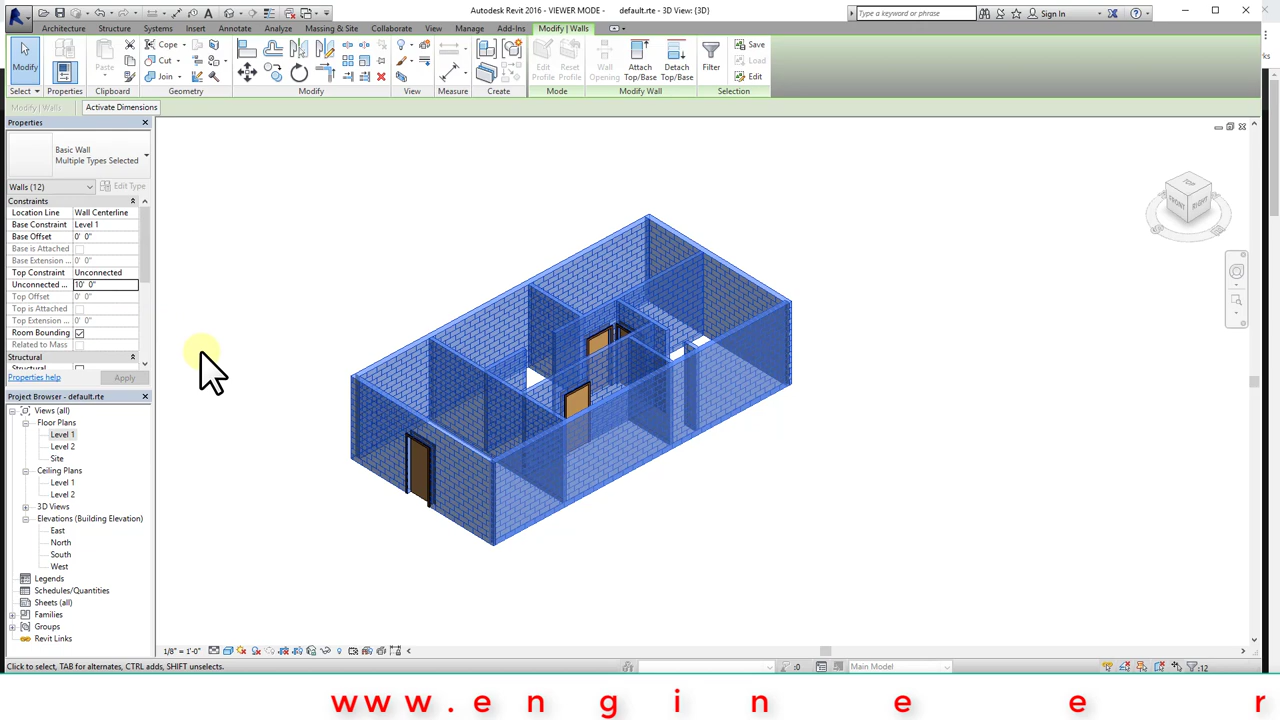 Autodesk Revit 2016 - VIEWER MODE - default.rte - 3D View: {3D}
Type a keyword or phrase
Sign In
Architecture Structure Systems Insert Annotate Analyze Massing & Site Collaborate View Manage Add-Ins Modify | Walls
Modify
Paste
Cope
Cut
Join
Edit Profile
Reset Profile
Wall Opening
Attach Top/Base
Detach Top/Base
Filter
Save
Load
Edit
Select Properties Clipboard Geometry Modify View Measure Create Mode Modify Wall Selection
Modify | Walls Activate Dimensions
Properties
Basic Wall
Multiple Types Selected
Walls (12) Edit Type
Constraints
Location Line Wall Centerline
Base Constraint Level 1
Base Offset 0' 0"
Base is Attached
Base Extension ... 0' 0"
Top Constraint Unconnected
Unconnected ... 10' 0"
Top Offset 0' 0"
Top is Attached
Top Extension ... 0' 0"
Room Bounding
Related to Mass
Structural
Properties help Apply
Project Browser - default.rte
Views (all)
Floor Plans
Level 1
Level 2
Site
Ceiling Plans
Level 1
Level 2
3D Views
Elevations (Building Elevation)
East
North
South
West
Legends
Schedules/Quantities
Sheets (all)
Families
Groups
Revit Links
TOP
FRONT
RIGHT
1/8" = 1'-0"
Click to select, TAB for alternates, CTRL adds, SHIFT unselects.
:0 Main Model :12
www.engineer